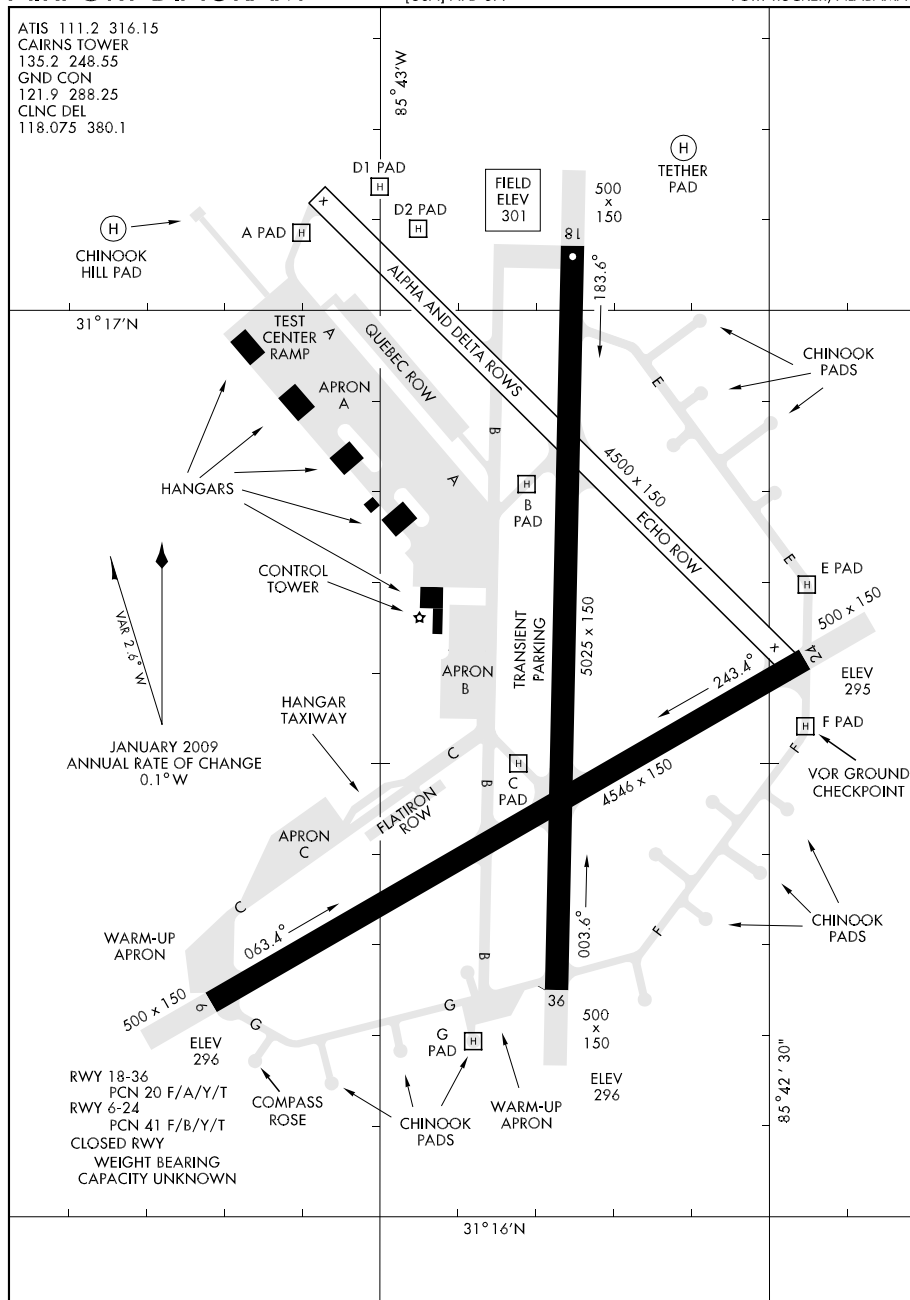 ATIS 111.2 316.15
CAIRNS TOWER
135.2 248.55
GND CON
121.9 288.25
CLNC DEL
118.075 380.1
85°43'W
H
TETHER
PAD
D1 PAD
H
FIELD
ELEV
301
500
x
150
D2 PAD
H
A PAD
H
x
H
CHINOOK
HILL PAD
18
183.6°
ALPHA AND DELTA ROWS
31°17'N
TEST
CENTER
RAMP
A
QUEBEC ROW
CHINOOK
PADS
E
APRON
A
B
4500 x 150
HANGARS
A
H
B
PAD
ECHO ROW
E
E PAD
H
CONTROL
TOWER
500 x 150
VAR 2.6° W
TRANSIENT
PARKING
5025 x 150
x
24
APRON
B
243.4°
ELEV
295
HANGAR
TAXIWAY
H
F PAD
F
JANUARY 2009
ANNUAL RATE OF CHANGE
0.1° W
C
B
H
C
PAD
4546 x 150
VOR GROUND
CHECKPOINT
FLATIRON
ROW
APRON
C
C
063.4°
003.6°
CHINOOK
PADS
F
WARM-UP
APRON
B
500 x 150
6
36
G
G
G
PAD
H
500
x
150
ELEV
296
ELEV
296
RWY 18-36
PCN 20 F/A/Y/T
RWY 6-24
PCN 41 F/B/Y/T
CLOSED RWY
WEIGHT BEARING
CAPACITY UNKNOWN
COMPASS
ROSE
CHINOOK
PADS
WARM-UP
APRON
85°42'30"
31°16'N